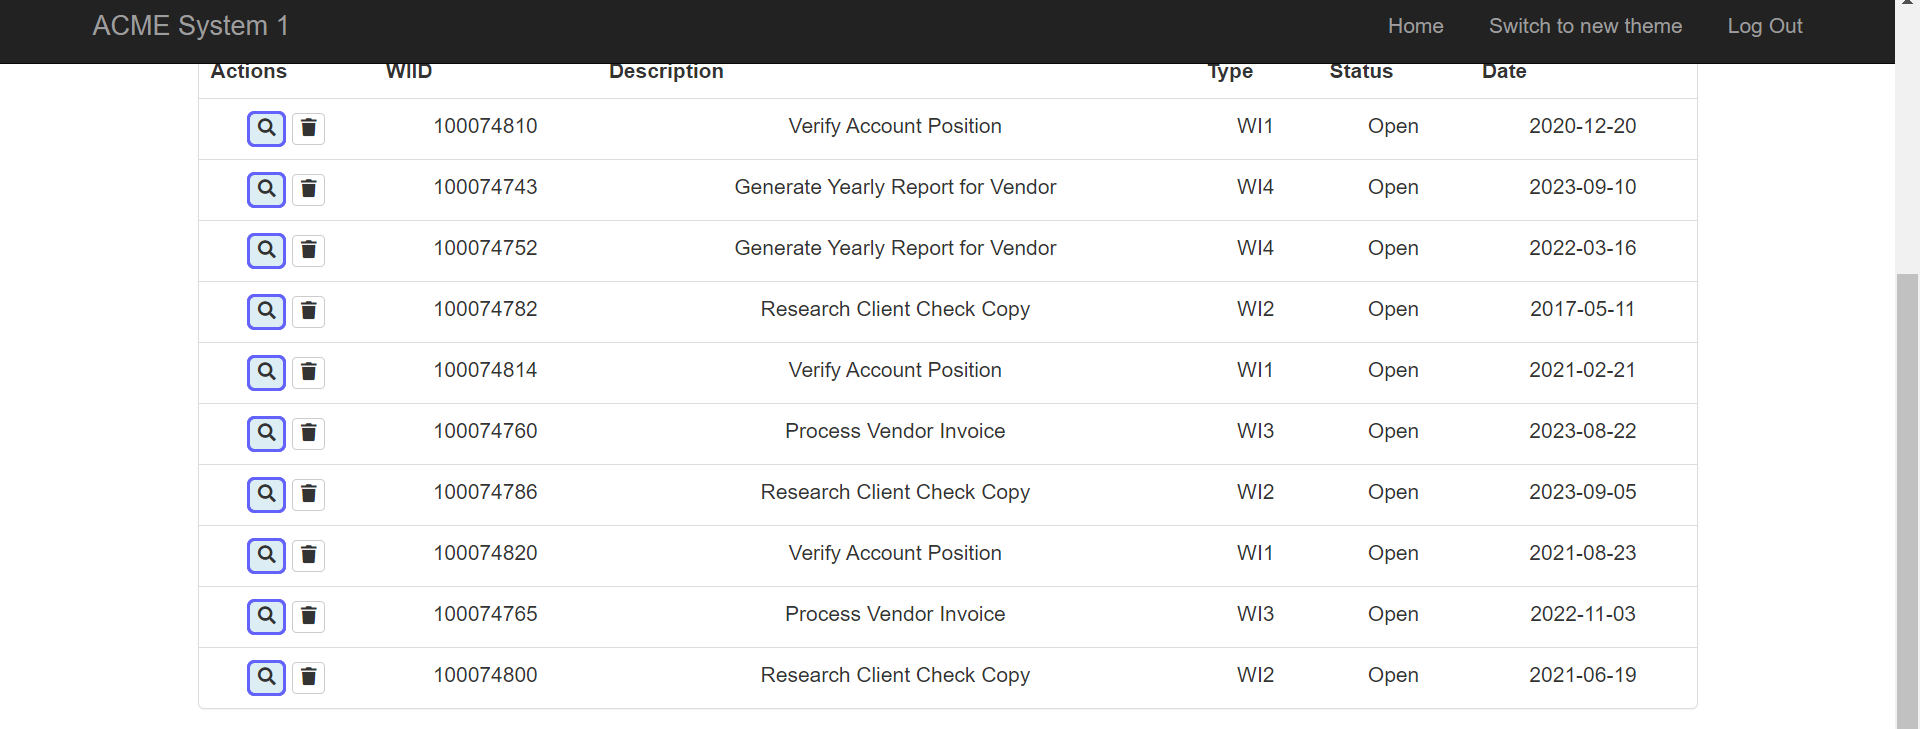 ACME System 1 Home Switch to new theme Log Out
Actions WIID Description Type Status Date
100074810 Verify Account Position WI1 Open 2020-12-20
100074743 Generate Yearly Report for Vendor WI4 Open 2023-09-10
100074752 Generate Yearly Report for Vendor WI4 Open 2022-03-16
100074782 Research Client Check Copy WI2 Open 2017-05-11
100074814 Verify Account Position WI1 Open 2021-02-21
100074760 Process Vendor Invoice WI3 Open 2023-08-22
100074786 Research Client Check Copy WI2 Open 2023-09-05
100074820 Verify Account Position WI1 Open 2021-08-23
100074765 Process Vendor Invoice WI3 Open 2022-11-03
100074800 Research Client Check Copy WI2 Open 2021-06-19